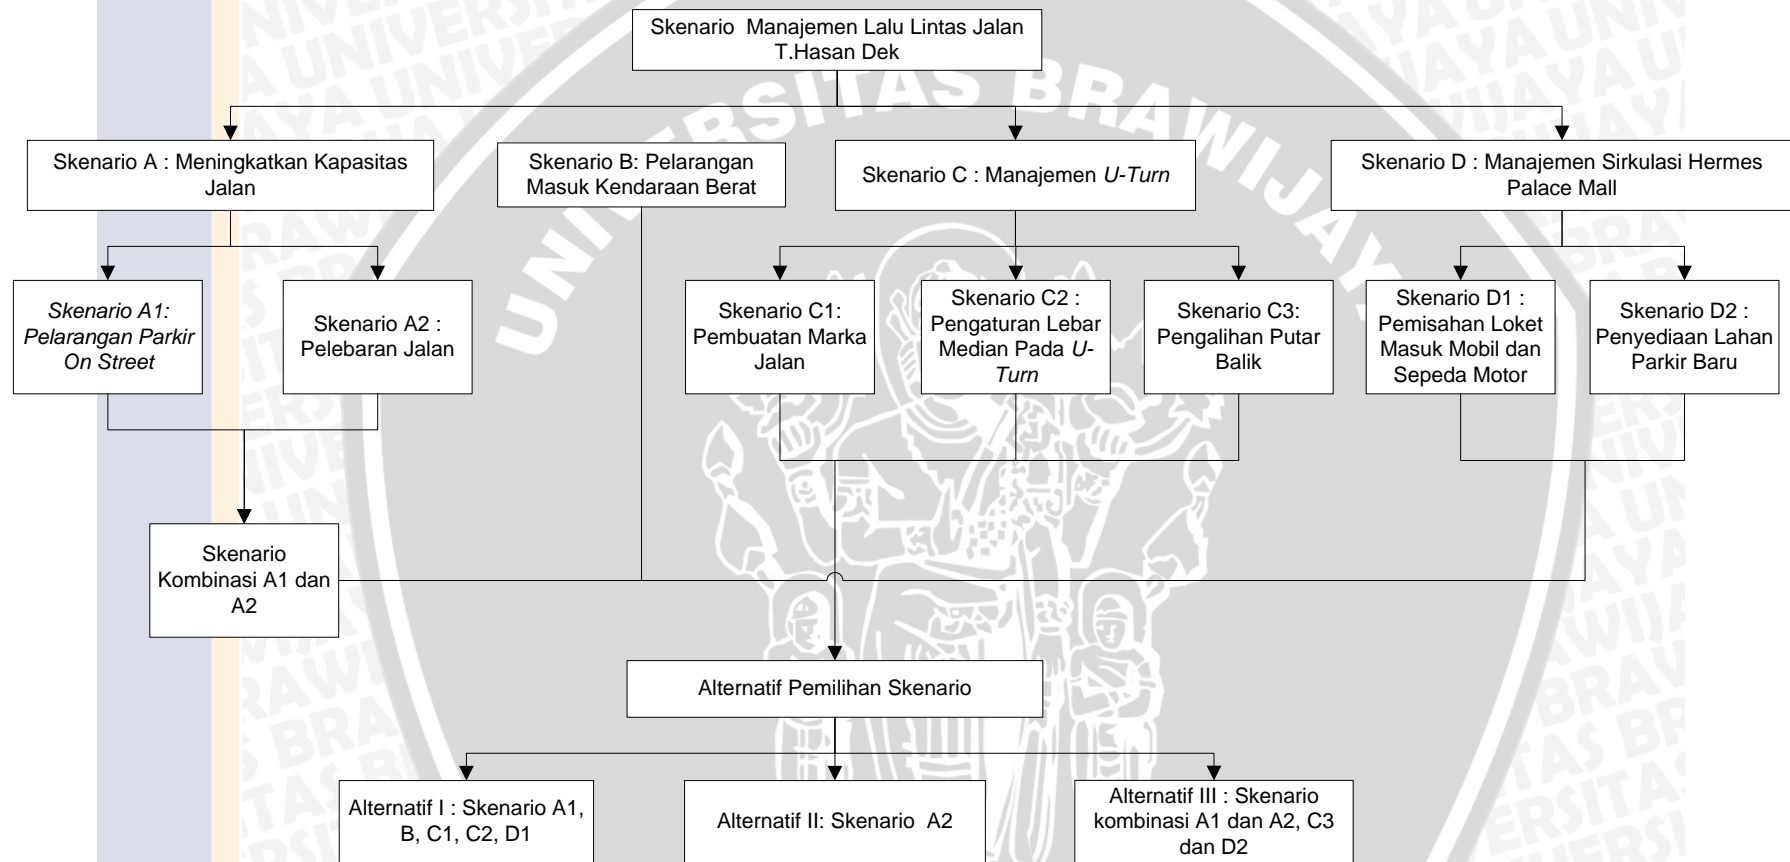 Skenario Manajemen Lalu Lintas Jalan
T.Hasan Dek
Skenario A : Meningkatkan Kapasitas
Jalan
Skenario B: Pelarangan
Masuk Kendaraan Berat
Skenario C : Manajemen U-Turn
Skenario D : Manajemen Sirkulasi Hermes
Palace Mall
Skenario A1:
Pelarangan Parkir
On Street
Skenario A2 :
Pelebaran Jalan
Skenario C1:
Pembuatan Marka
Jalan
Skenario C2 :
Pengaturan Lebar
Median Pada U-
Turn
Skenario C3:
Pengalihan Putar
Balik
Skenario D1 :
Pemisahan Loket
Masuk Mobil dan
Sepeda Motor
Skenario D2 :
Penyediaan Lahan
Parkir Baru
Skenario
Kombinasi A1 dan
A2
Alternatif Pemilihan Skenario
Alternatif I : Skenario A1,
B, C1, C2, D1
Alternatif II: Skenario A2
Alternatif III : Skenario
kombinasi A1 dan A2, C3
dan D2
UNIVERSITAS BRAWIJAYA